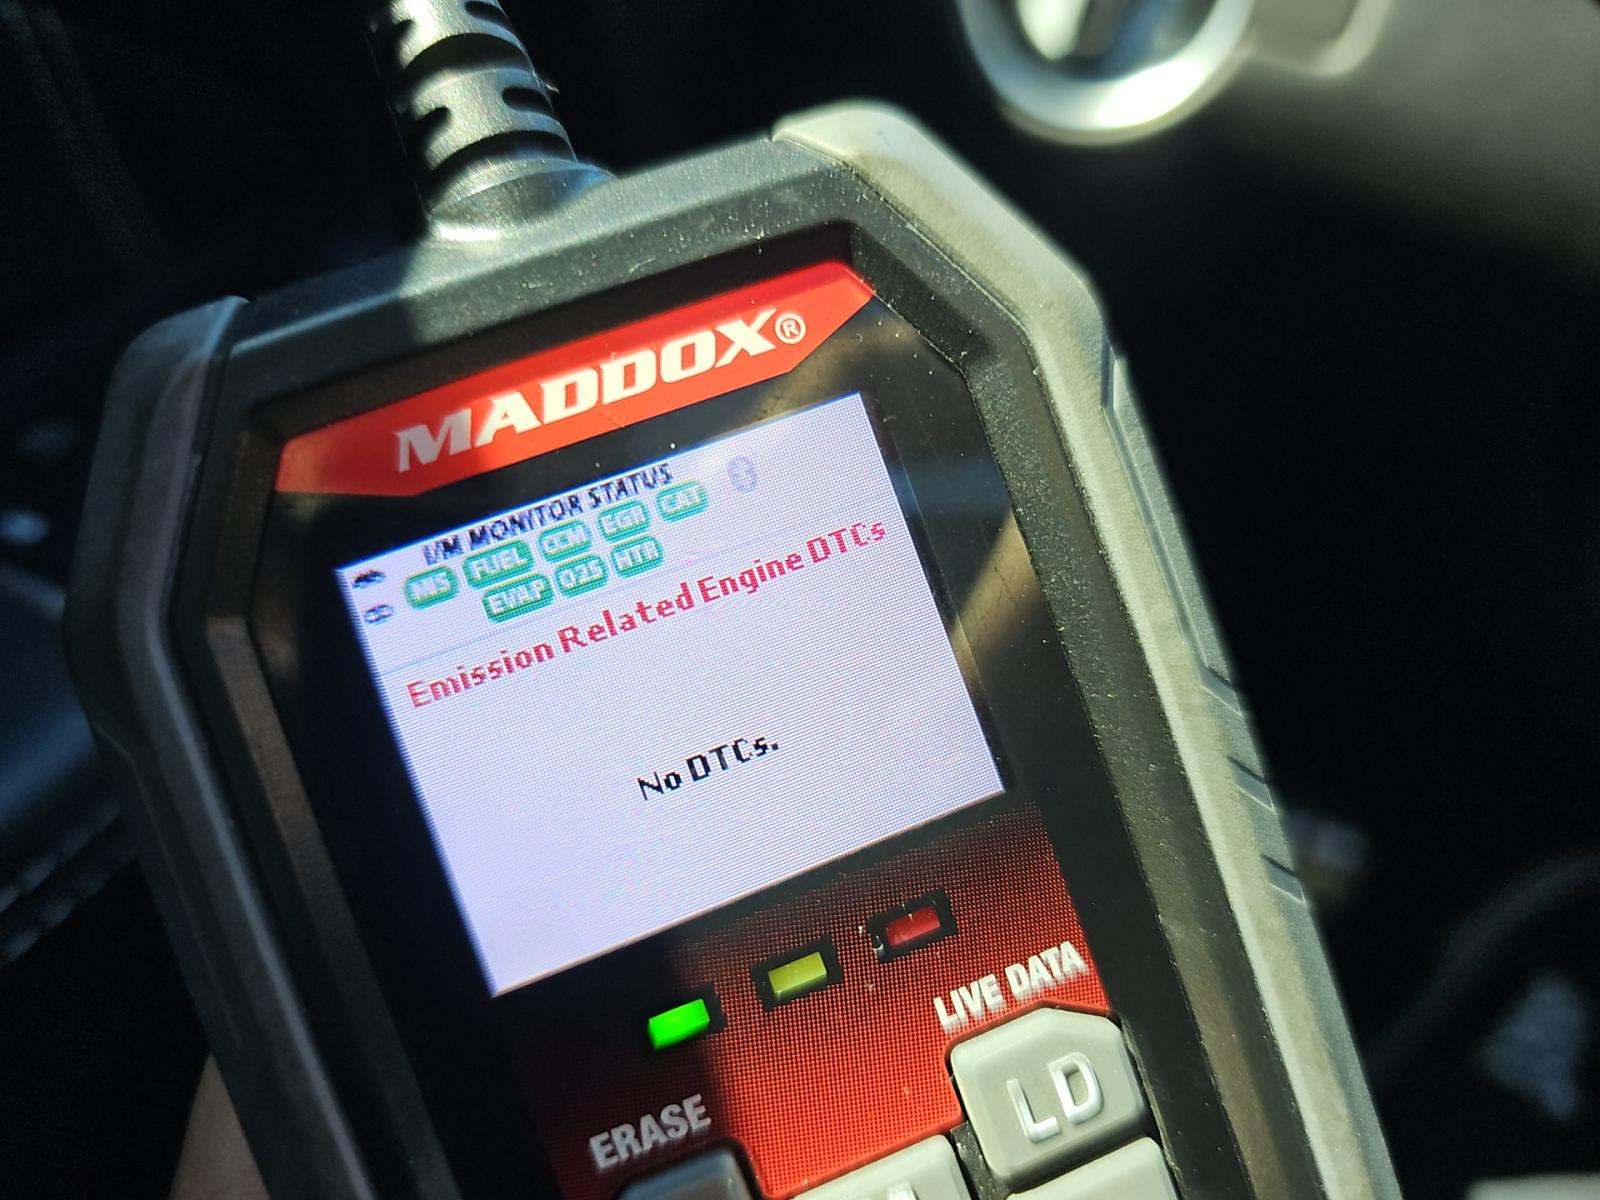 MADDOX®
I/M MONITOR STATUS
MIS FUEL CCM EGR CAT
EVAP O2S HTR
Emission Related Engine DTCs
No DTCs.
LIVE DATA
LD
ERASE